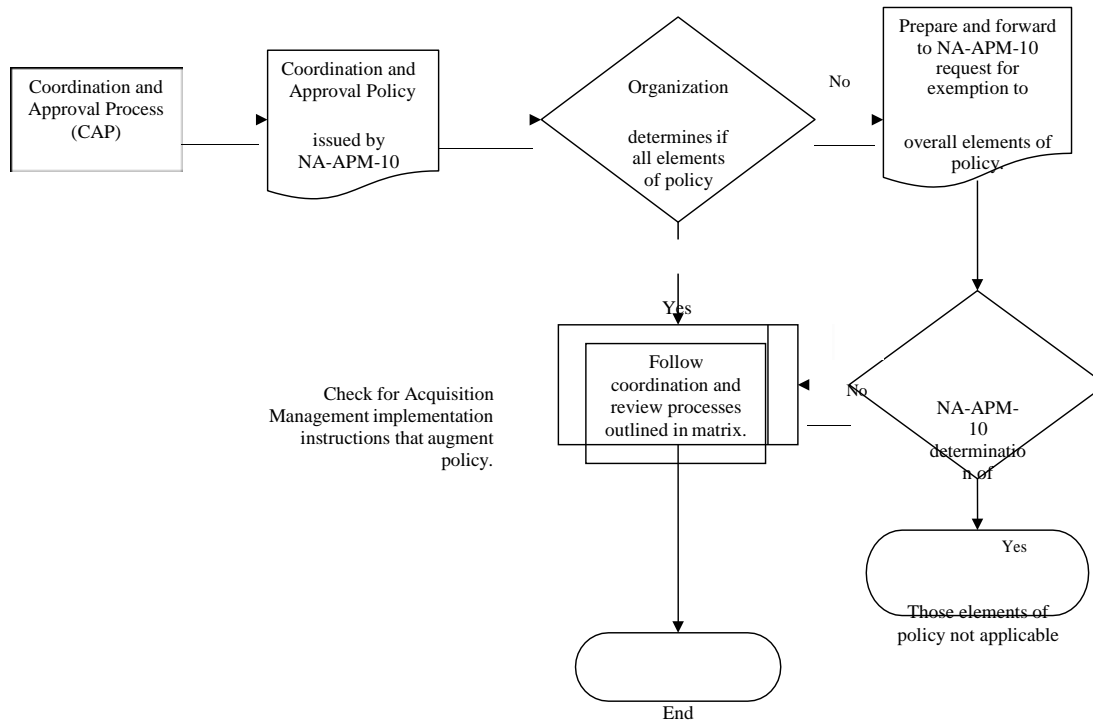 Coordination and
Approval Process
(CAP)
Coordination and
Approval Policy
issued by
NA-APM-10
Organization
determines if
all elements
of policy
No
Prepare and forward
to NA-APM-10
request for
exemption to
overall elements of
policy.
Yes
Follow
coordination and
review processes
outlined in matrix.
Check for Acquisition
Management implementation
instructions that augment
policy.
No
NA-APM-
10
determinatio
n of
Yes
Those elements of
policy not applicable
End